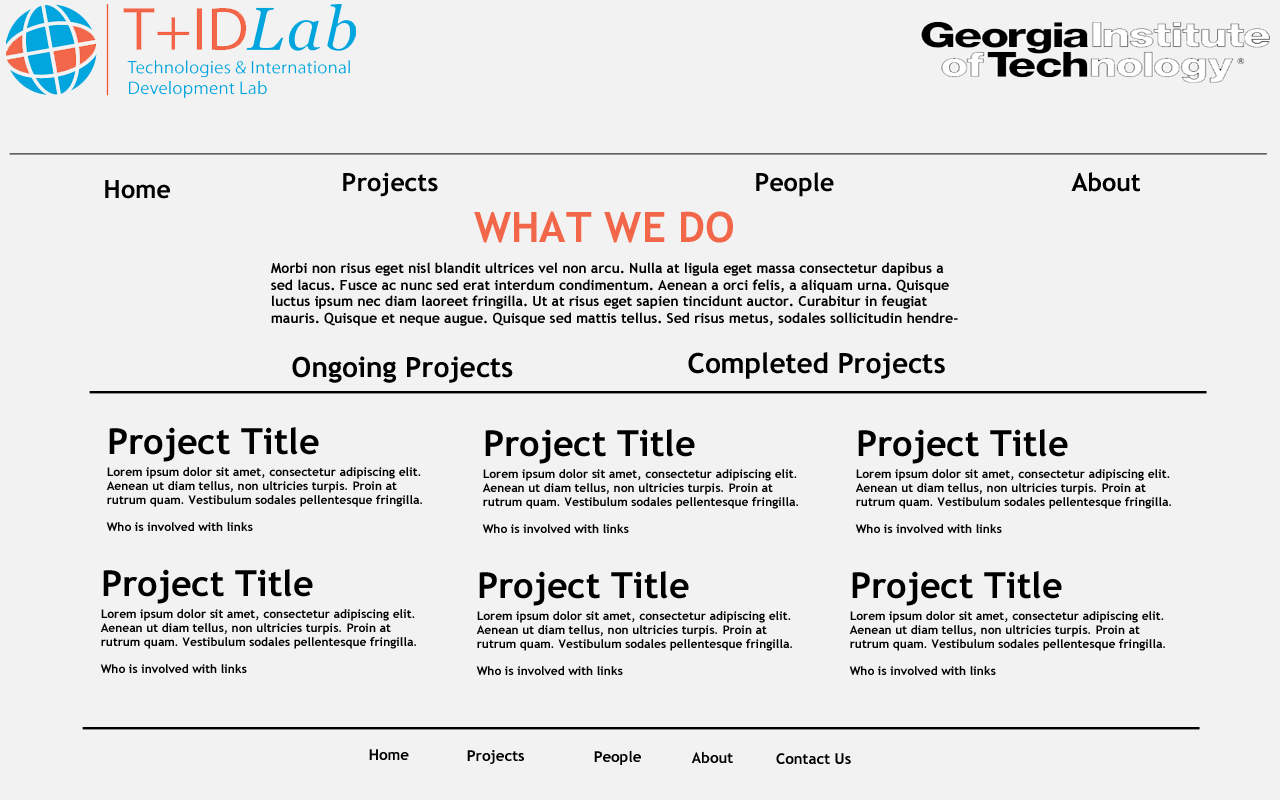 T+IDLab
Technologies & International
Development Lab
Georgia Institute
of Technology®
Home
Projects
People
About
WHAT WE DO
Morbi non risus eget nisl blandit ultrices vel non arcu. Nulla at ligula eget massa consectetur dapibus a
sed lacus. Fusce ac nunc sed erat interdum condimentum. Aenean a orci felis, a aliquam urna. Quisque
luctus ipsum nec diam laoreet fringilla. Ut at risus eget sapien tincidunt auctor. Curabitur in feugiat
mauris. Quisque et neque augue. Quisque sed mattis tellus. Sed risus metus, sodales sollicitudin hendre-
Ongoing Projects
Completed Projects
Project Title
Lorem ipsum dolor sit amet, consectetur adipiscing elit.
Aenean ut diam tellus, non ultricies turpis. Proin at
rutrum quam. Vestibulum sodales pellentesque fringilla.
Who is involved with links
Project Title
Lorem ipsum dolor sit amet, consectetur adipiscing elit.
Aenean ut diam tellus, non ultricies turpis. Proin at
rutrum quam. Vestibulum sodales pellentesque fringilla.
Who is involved with links
Project Title
Lorem ipsum dolor sit amet, consectetur adipiscing elit.
Aenean ut diam tellus, non ultricies turpis. Proin at
rutrum quam. Vestibulum sodales pellentesque fringilla.
Who is involved with links
Project Title
Lorem ipsum dolor sit amet, consectetur adipiscing elit.
Aenean ut diam tellus, non ultricies turpis. Proin at
rutrum quam. Vestibulum sodales pellentesque fringilla.
Who is involved with links
Project Title
Lorem ipsum dolor sit amet, consectetur adipiscing elit.
Aenean ut diam tellus, non ultricies turpis. Proin at
rutrum quam. Vestibulum sodales pellentesque fringilla.
Who is involved with links
Project Title
Lorem ipsum dolor sit amet, consectetur adipiscing elit.
Aenean ut diam tellus, non ultricies turpis. Proin at
rutrum quam. Vestibulum sodales pellentesque fringilla.
Who is involved with links
Home
Projects
People
About
Contact Us